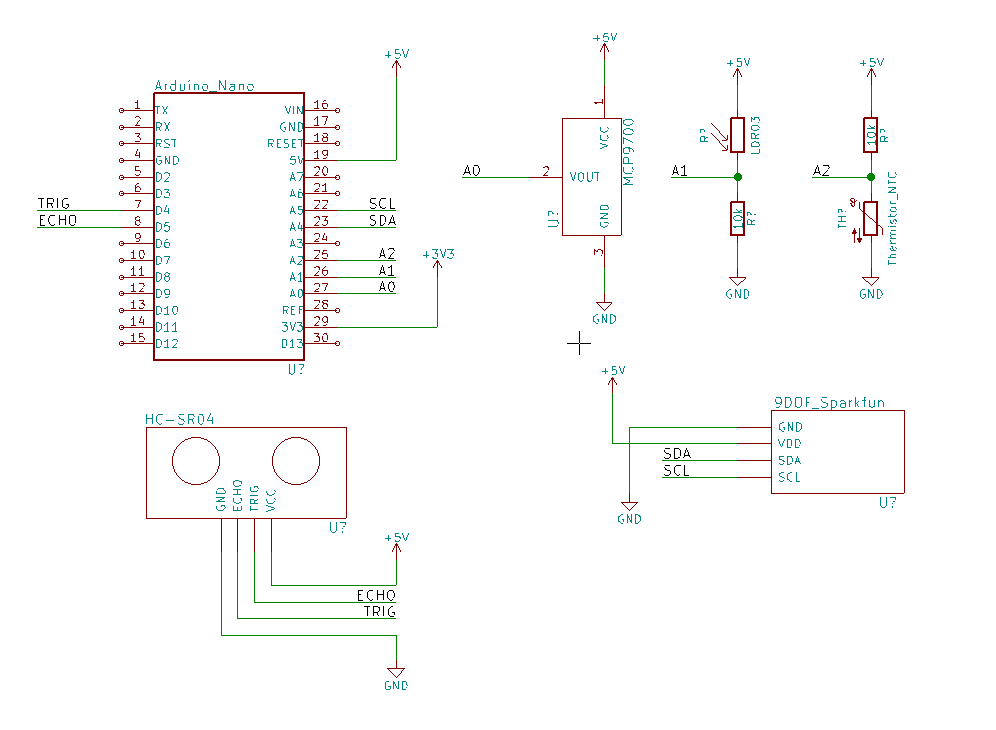 Arduino_Nano
1 TX VIN 16
2 RX GND 17
3 RST RESET 18
4 GND 5V 19
5 D2 A7 20
6 D3 A6 21
TRIG 7 D4 A5 22 SCL
ECHO 8 D5 A4 23 SDA
9 D6 A3 24
10 D7 A2 25 A2
11 D8 A1 26 A1
12 D9 A0 27 A0
13 D10 REF 28
14 D11 3V3 29
15 D12 D13 30
U?
+5V
+3V3
+5V
1
VCC
MCP9700
A0 2 VOUT
GND
U?
3
GND
+5V
R? LDR03
A1
10k R?
GND
+5V
10k R?
A2
TH? Thermistor_NTC
GND
HC-SR04
GND ECHO TRIG VCC
U?
+5V
ECHO
TRIG
GND
+5V
9DOF_Sparkfun
GND
VDD
SDA SDA
SCL SCL
U?
GND